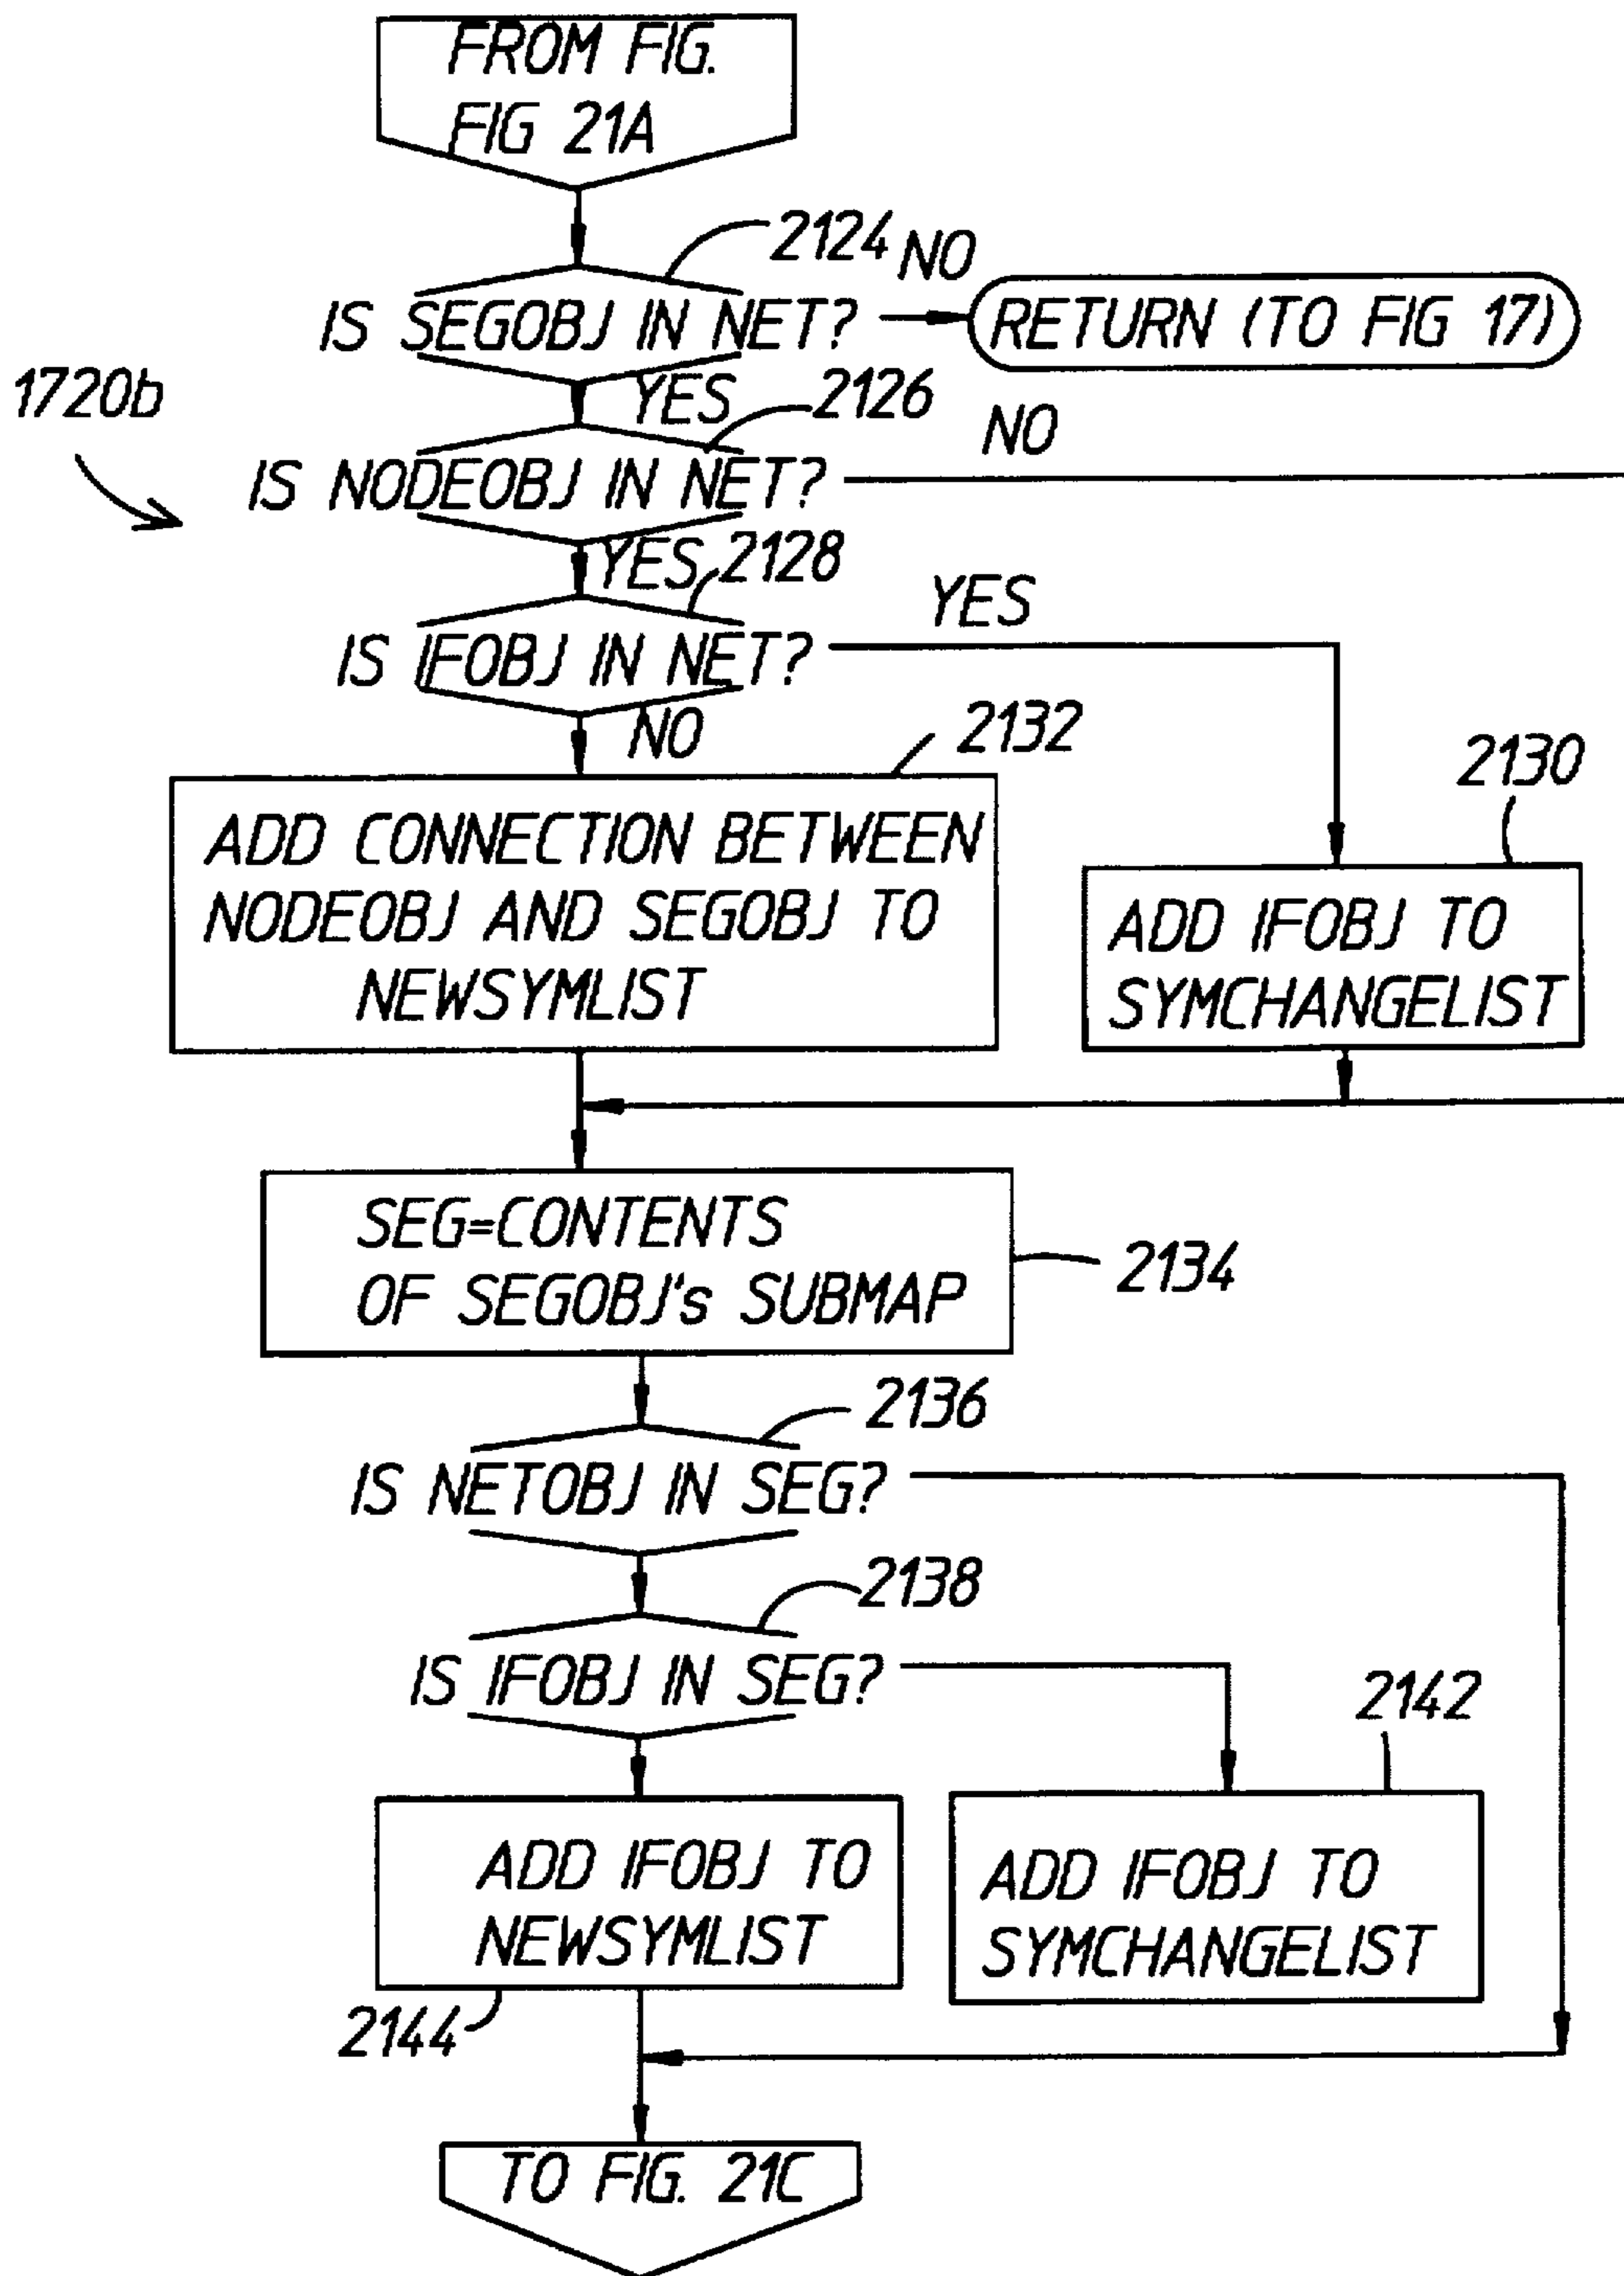 FROM FIG.
FIG 21A
2124
NO
IS SEGOBJ IN NET?
RETURN (TO FIG 17)
1720b
YES
2126
NO
IS NODEOBJ IN NET?
YES
2128
YES
IS IFOBJ IN NET?
NO
2132
2130
ADD CONNECTION BETWEEN
NODEOBJ AND SEGOBJ TO
NEWSYMLIST
ADD IFOBJ TO
SYMCHANGELIST
SEG=CONTENTS
OF SEGOBJ's SUBMAP
2134
2136
IS NETOBJ IN SEG?
2138
IS IFOBJ IN SEG?
2142
ADD IFOBJ TO
NEWSYMLIST
ADD IFOBJ TO
SYMCHANGELIST
2144
TO FIG. 21C